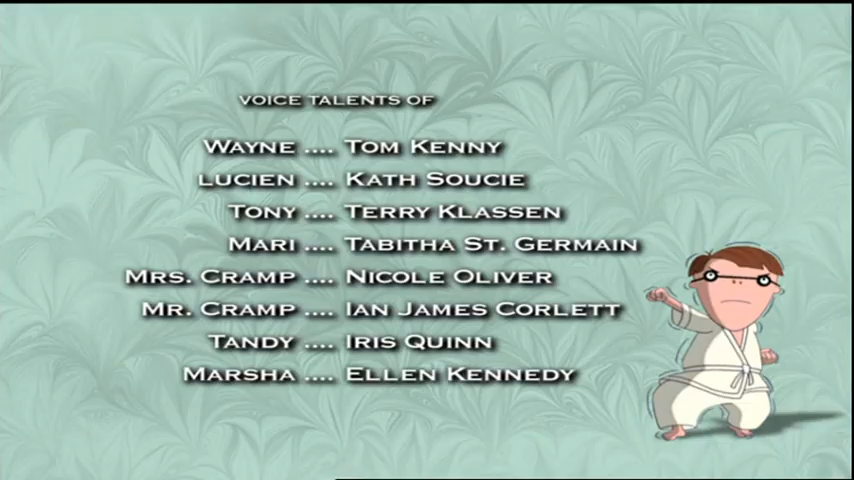 VOICE TALENTS OF
WAYNE .... TOM KENNY
LUCIEN .... KATH SOUCIE
TONY .... TERRY KLASSEN
MARI .... TABITHA ST. GERMAIN
MRS. CRAMP .... NICOLE OLIVER
MR. CRAMP .... IAN JAMES CORLETT
TANDY .... IRIS QUINN
MARSHA .... ELLEN KENNEDY